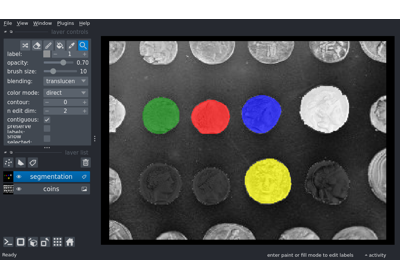 File View Window Plugins Help
layer controls
label: 1
opacity: 0.70
brush size: 10
blending: translucen
color mode: direct
contour: 0
n edit dim: 2
contiguous:
preserve labels:
show selected:
layer list
segmentation
coins
Ready
enter paint or fill mode to edit labels
activity